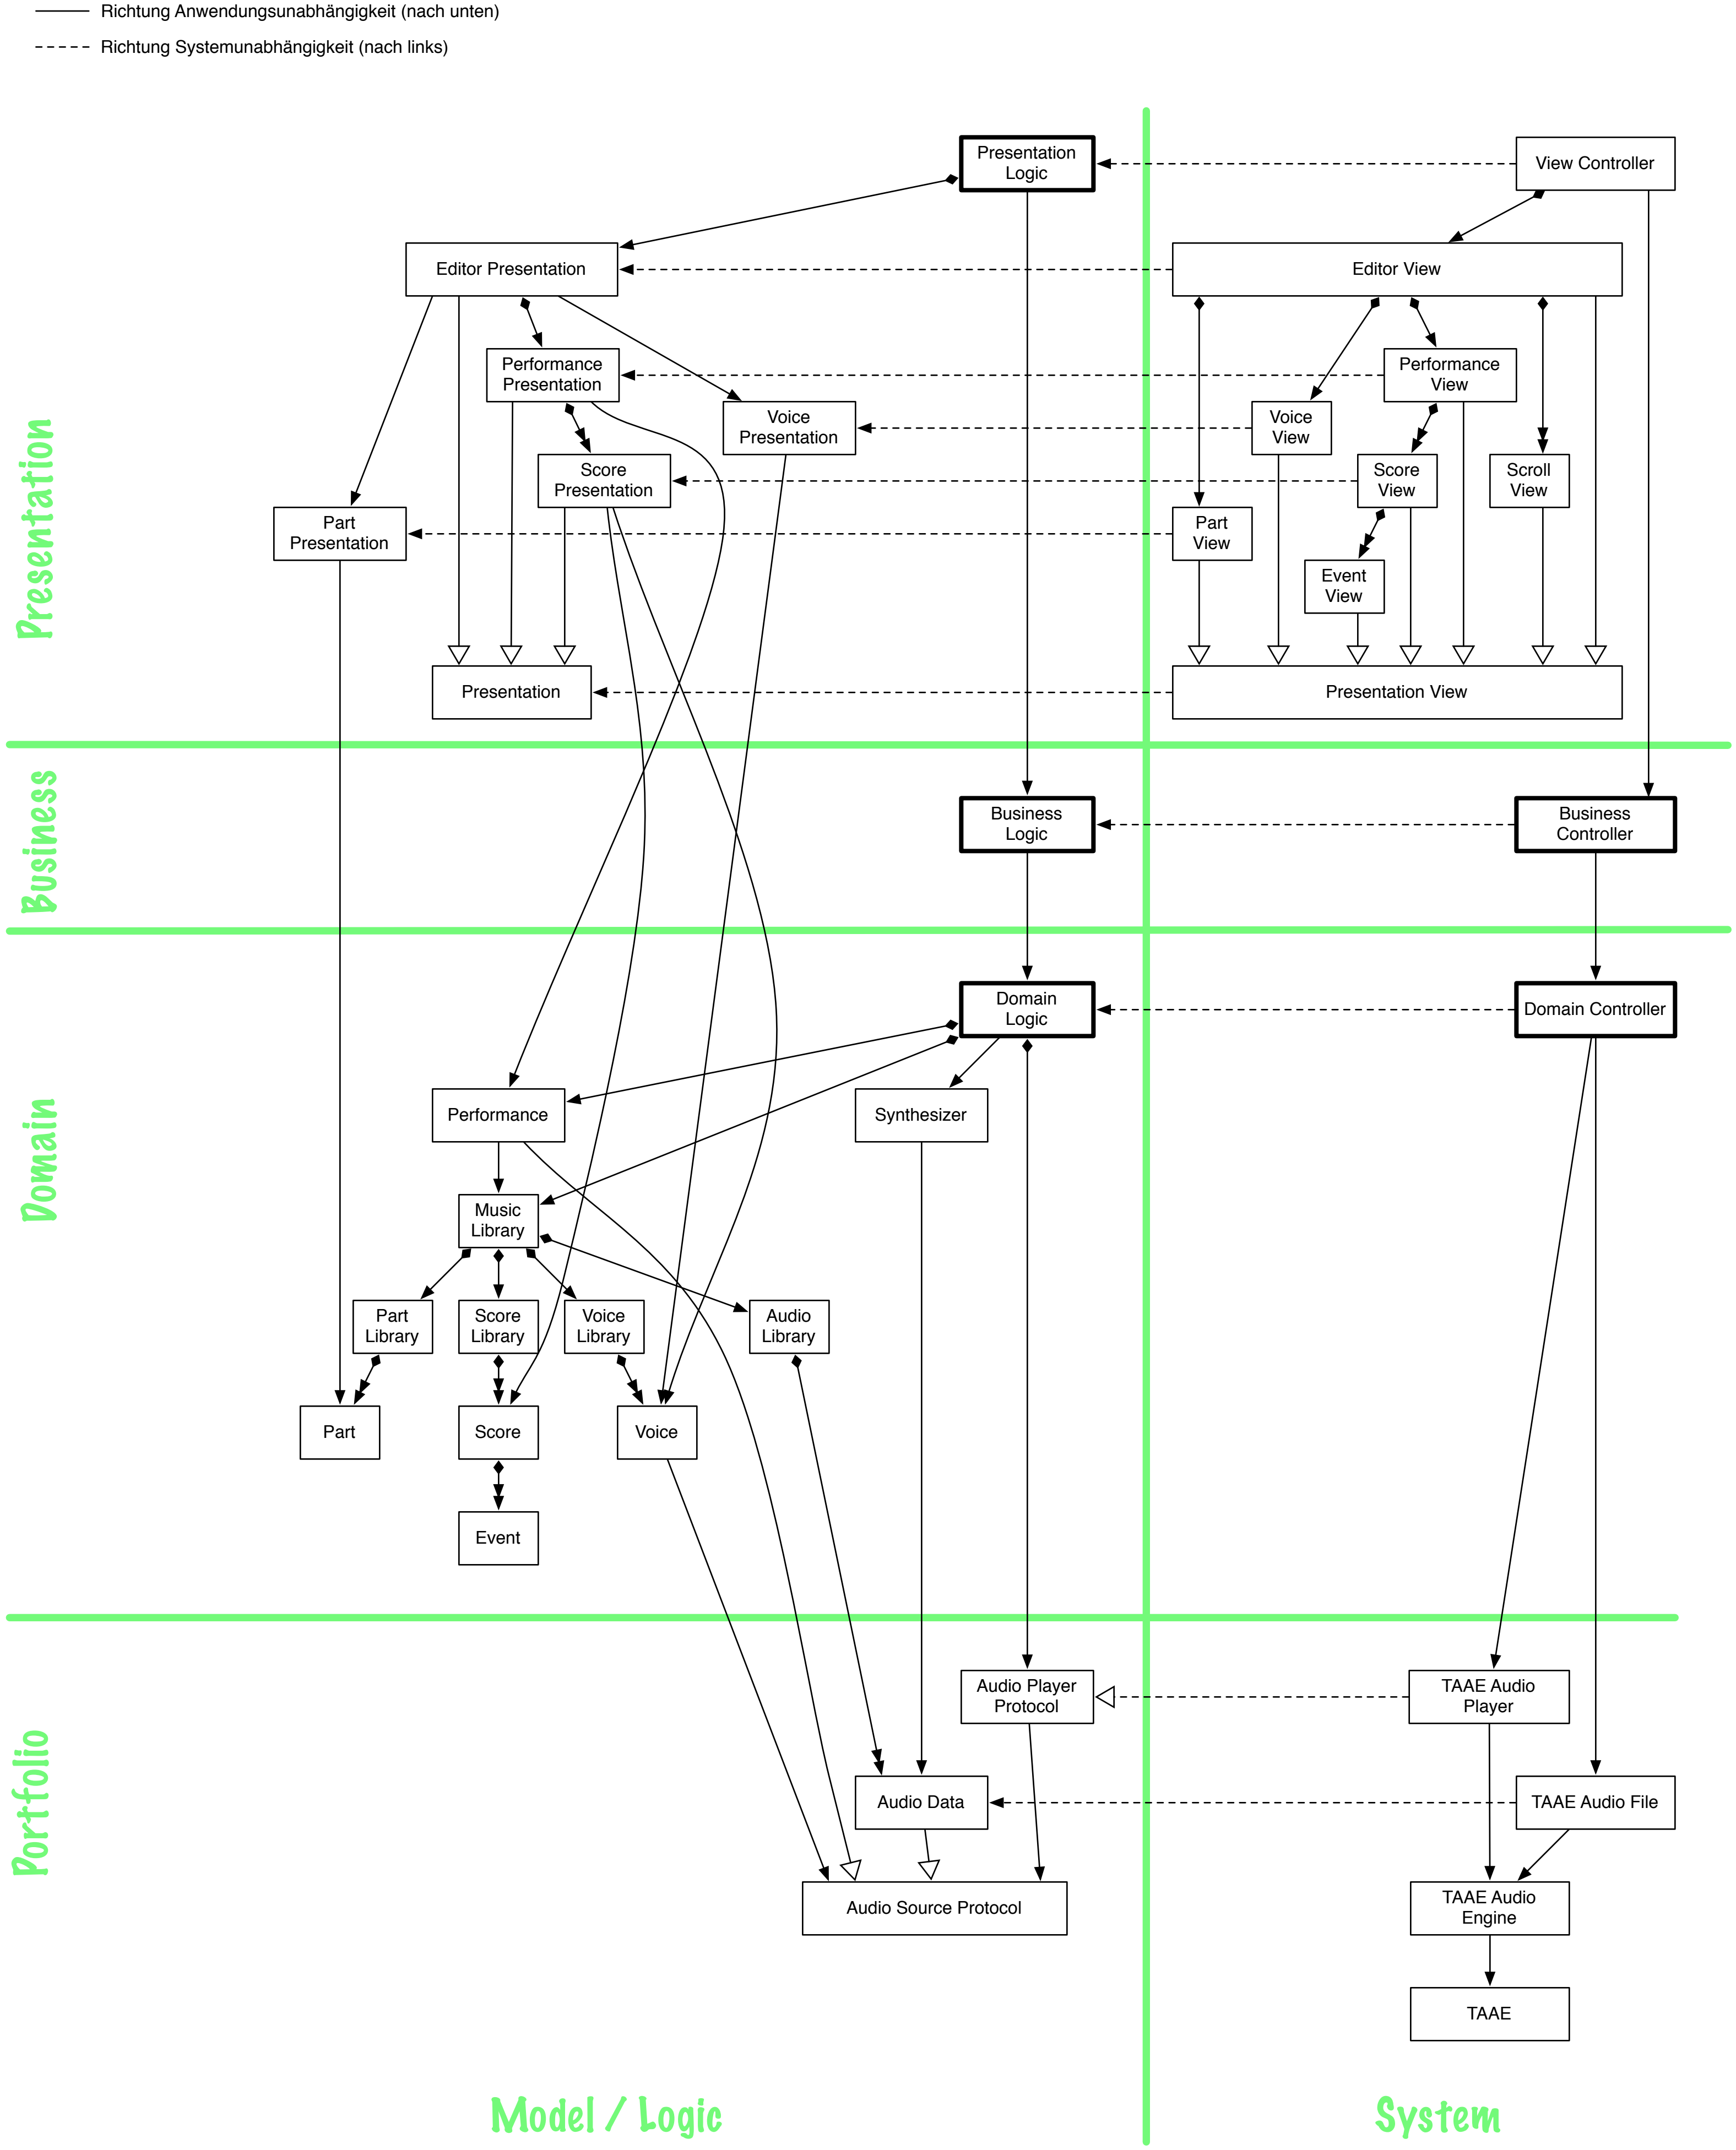 Richtung Anwendungsunabhängigkeit (nach unten)
Richtung Systemunabhängigkeit (nach links)
Presentation
Presentation
Logic
View Controller
Editor Presentation
Editor View
Performance
Presentation
Performance
View
Voice
Presentation
Voice
View
Score
Presentation
Score
View
Scroll
View
Part
Presentation
Part
View
Event
View
Presentation
Presentation View
Business
Business
Logic
Business
Controller
Domain
Domain
Logic
Domain Controller
Performance
Synthesizer
Music
Library
Part
Library
Score
Library
Voice
Library
Audio
Library
Part
Score
Voice
Event
Portfolio
Audio Player
Protocol
TAAE Audio
Player
Audio Data
TAAE Audio File
Audio Source Protocol
TAAE Audio
Engine
TAAE
Model / Logic
System